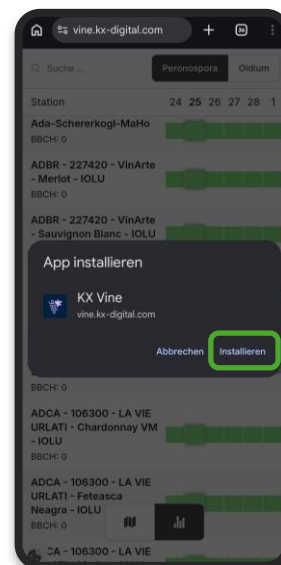 vine.kx-digital.com
36
Suche ...
Peronospora
Oidium
Station
24 25 26 27 28 1
Ada-Schererkogl-MaHo
BBCH: 0
ADBR - 227420 - VinArte
- Merlot - IOLU
BBCH: 0
ADBR - 227420 - VinArte
- Sauvignon Blanc - IOLU
App installieren
KX Vine
vine.kx-digital.com
Abbrechen
Installieren
BBCH: 0
ADCA - 106300 - LA VIE
URLATI - Chardonnay VM
- IOLU
BBCH: 0
ADCA - 106300 - LA VIE
URLATI - Feteasca
Neagra - IOLU
BBCH: 0
CA - 106300 - LA VIE